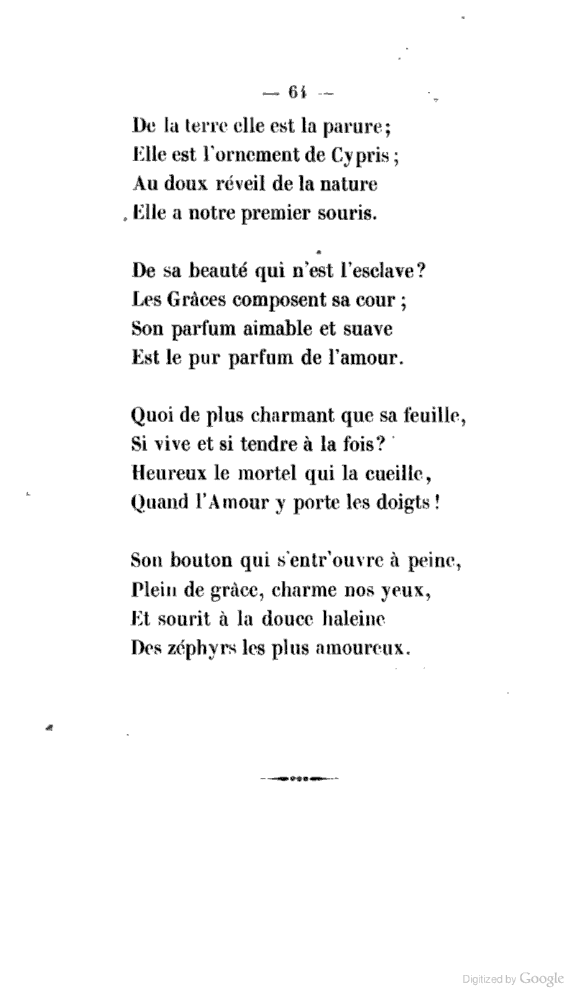 — 64 —
De la terre elle est la parure;
Elle est l'ornement de Cypris;
Au doux réveil de la nature
Elle a notre premier souris.
De sa beauté qui n'est l'esclave?
Les Grâces composent sa cour;
Son parfum aimable et suave
Est le pur parfum de l'amour.
Quoi de plus charmant que sa feuille,
Si vive et si tendre à la fois?
Heureux le mortel qui la cueille,
Quand l'Amour y porte les doigts!
Son bouton qui s'entr'ouvre à peine,
Plein de grâce, charme nos yeux,
Et sourit à la douce haleine
Des zéphyrs les plus amoureux.
Digitized by Google